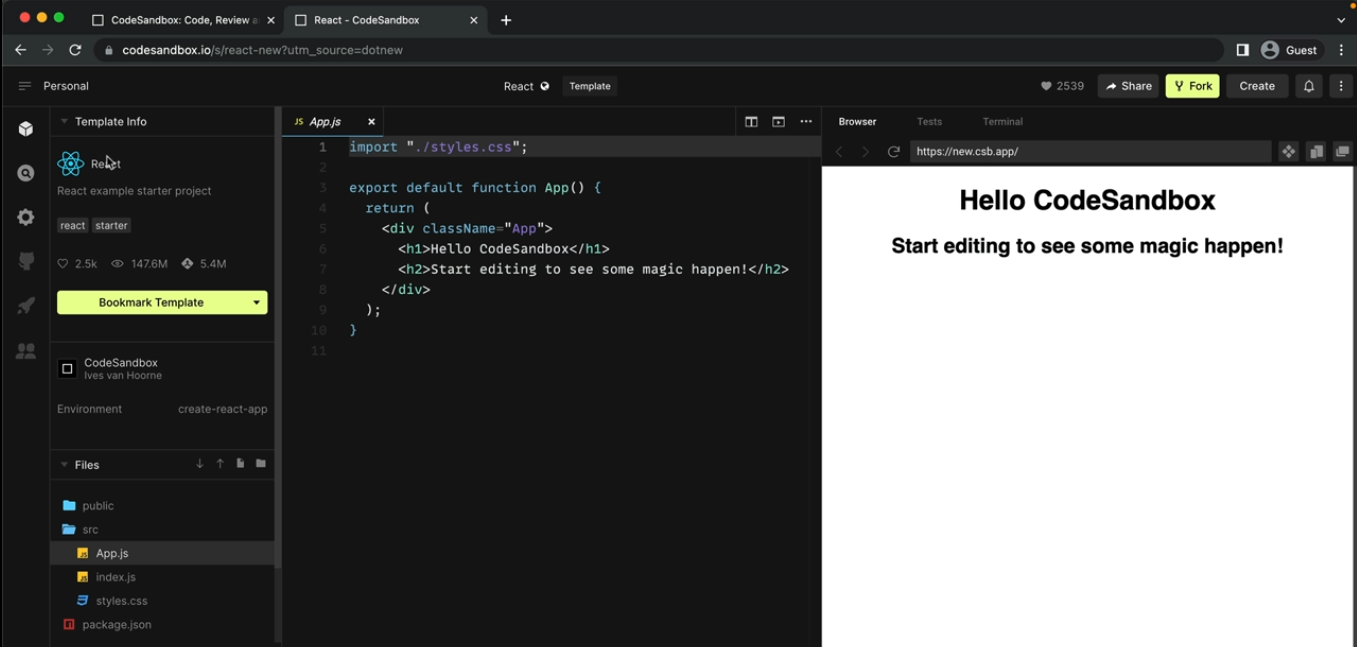 CodeSandbox: Code, Review a
React - CodeSandbox
codesandbox.io/s/react-new?utm_source=dotnew
Guest
Personal
React
Template
2539
Share
Fork
Create
Template Info
React
React example starter project
react starter
2.5k 147.6M 5.4M
Bookmark Template
CodeSandbox
Ives van Hoorne
Environment create-react-app
Files
public
src
JS App.js
JS index.js
styles.css
package.json
JS App.js
1 import "./styles.css";
2
3 export default function App() {
4 return (
5 <div className="App">
6 <h1>Hello CodeSandbox</h1>
7 <h2>Start editing to see some magic happen!</h2>
8 </div>
9 );
10 }
11
Browser Tests Terminal
https://new.csb.app/
Hello CodeSandbox
Start editing to see some magic happen!